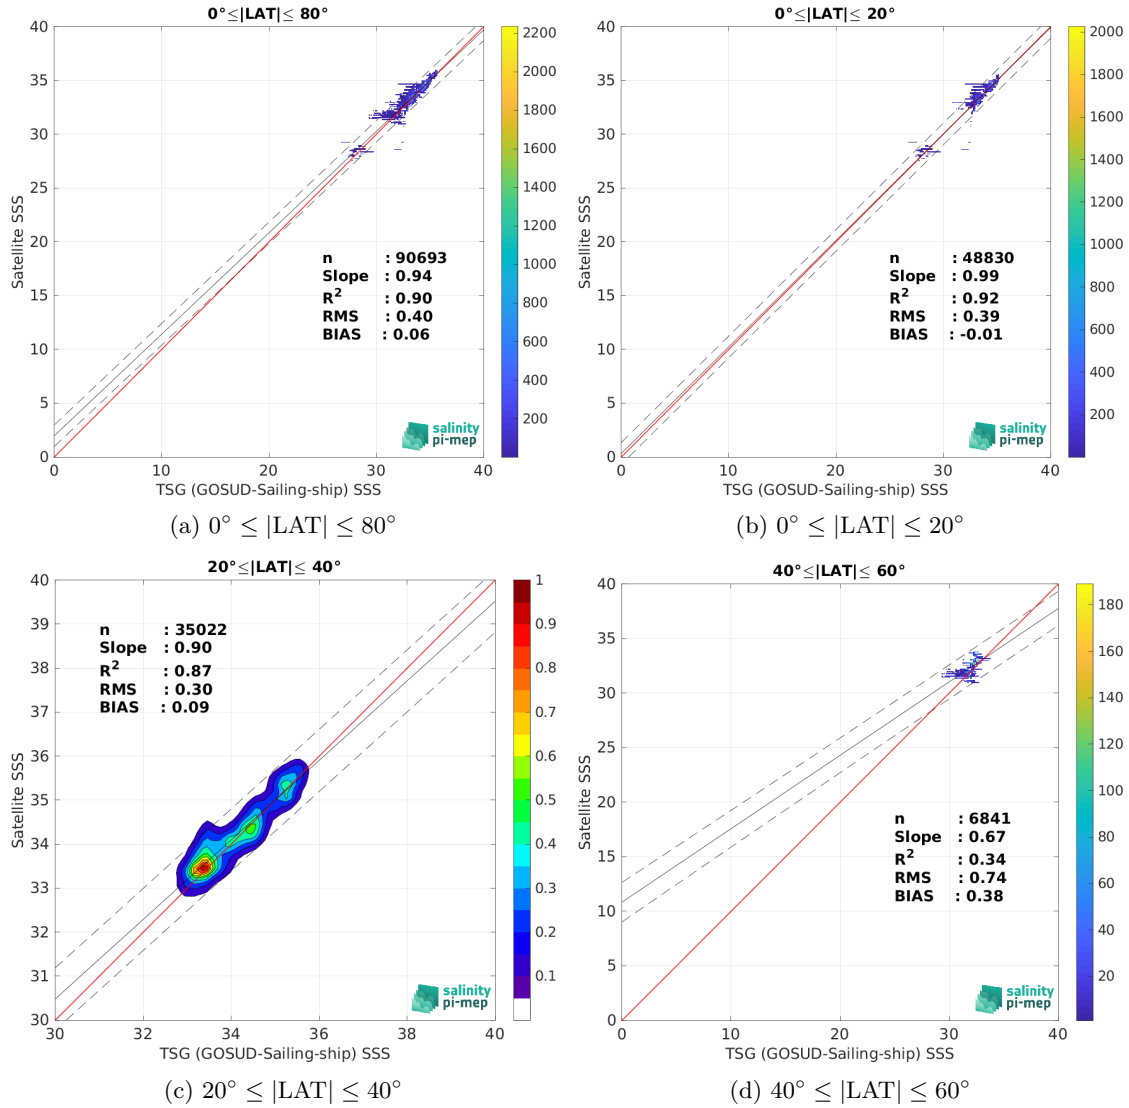 0°≤|LAT|≤ 80°
40
35
30
25
20
15
10
5
0
Satellite SSS
n : 90693
Slope : 0.94
R² : 0.90
RMS : 0.40
BIAS : 0.06
salinity
pi-mep
0 10 20 30 40
TSG (GOSUD-Sailing-ship) SSS
2200
2000
1800
1600
1400
1200
1000
800
600
400
200
(a) 0° ≤ |LAT| ≤ 80°
0°≤|LAT|≤ 20°
40
35
30
25
20
15
10
5
0
Satellite SSS
n : 48830
Slope : 0.99
R² : 0.92
RMS : 0.39
BIAS : -0.01
salinity
pi-mep
0 10 20 30 40
TSG (GOSUD-Sailing-ship) SSS
2000
1800
1600
1400
1200
1000
800
600
400
200
(b) 0° ≤ |LAT| ≤ 20°
20°≤|LAT|≤ 40°
40
39
38
37
36
35
34
33
32
31
30
Satellite SSS
n : 35022
Slope : 0.90
R² : 0.87
RMS : 0.30
BIAS : 0.09
salinity
pi-mep
30 32 34 36 38 40
TSG (GOSUD-Sailing-ship) SSS
1
0.9
0.8
0.7
0.6
0.5
0.4
0.3
0.2
0.1
(c) 20° ≤ |LAT| ≤ 40°
40°≤|LAT|≤ 60°
40
35
30
25
20
15
10
5
0
Satellite SSS
n : 6841
Slope : 0.67
R² : 0.34
RMS : 0.74
BIAS : 0.38
salinity
pi-mep
0 10 20 30 40
TSG (GOSUD-Sailing-ship) SSS
180
160
140
120
100
80
60
40
20
(d) 40° ≤ |LAT| ≤ 60°